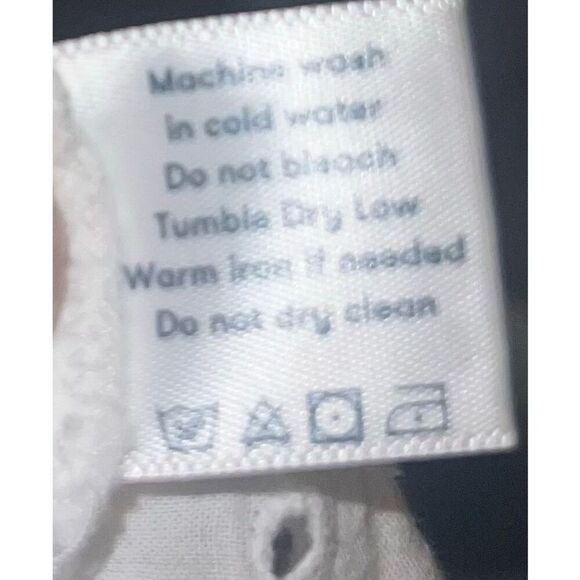 Machine wash
in cold water
Do not bleach
Tumble Dry Low
Warm iron if needed
Do not dry clean